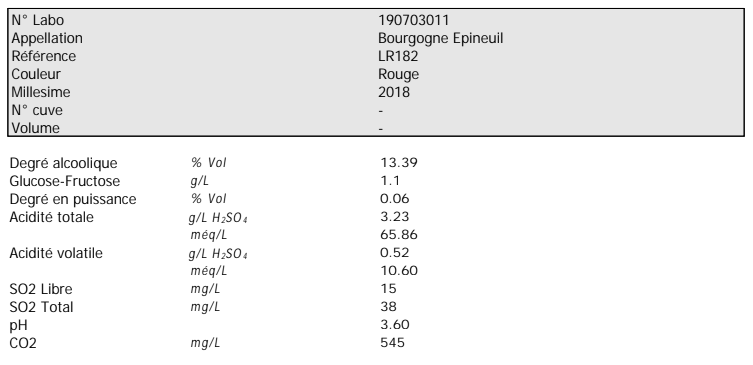 N° Labo 190703011
Appellation Bourgogne Epineuil
Référence LR182
Couleur Rouge
Millesime 2018
N° cuve -
Volume -
Degré alcoolique % Vol 13.39
Glucose-Fructose g/L 1.1
Degré en puissance % Vol 0.06
Acidité totale g/L H₂SO₄ 3.23
méq/L 65.86
Acidité volatile g/L H₂SO₄ 0.52
méq/L 10.60
SO2 Libre mg/L 15
SO2 Total mg/L 38
pH 3.60
CO2 mg/L 545